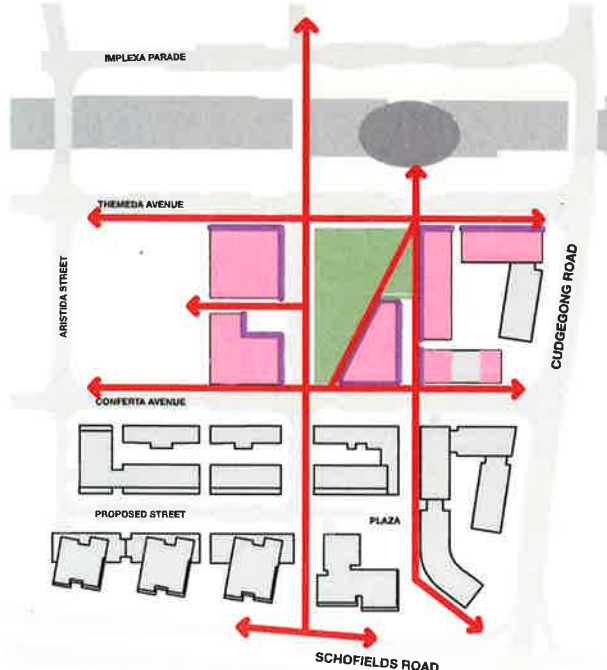 IMPLEXA PARADE
THEMEDA AVENUE
ARISTIDA STREET
CUDGEGONG ROAD
CONFERTA AVENUE
PROPOSED STREET
PLAZA
SCHOFIELDS ROAD